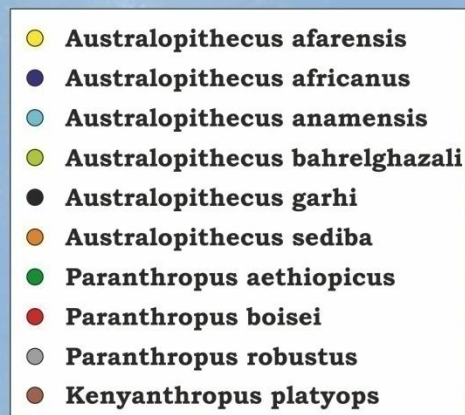 Australopithecus afarensis
Australopithecus africanus
Australopithecus anamensis
Australopithecus bahrelghazali
Australopithecus garhi
Australopithecus sediba
Paranthropus aethiopicus
Paranthropus boisei
Paranthropus robustus
Kenyanthropus platyops